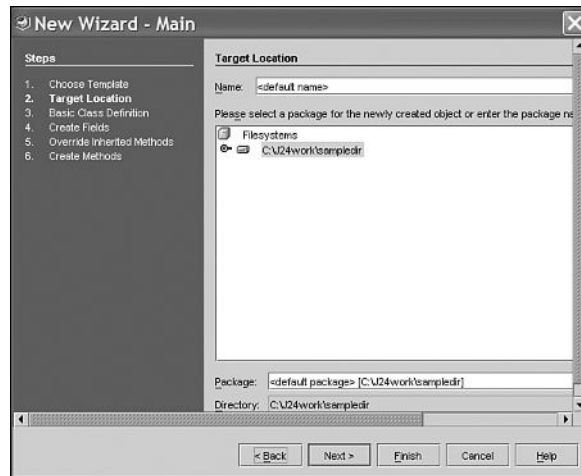 New Wizard - Main
Steps
1. Choose Template
2. Target Location
3. Basic Class Definition
4. Create Fields
5. Override Inherited Methods
6. Create Methods
Target Location
Name: <default name>
Please select a package for the newly created object or enter the package na
Filesystems
C:\J24work\sampledir
Package: <default package> [C:\J24work\sampledir]
Directory: C:\J24work\sampledir
< Back Next > Finish Cancel Help